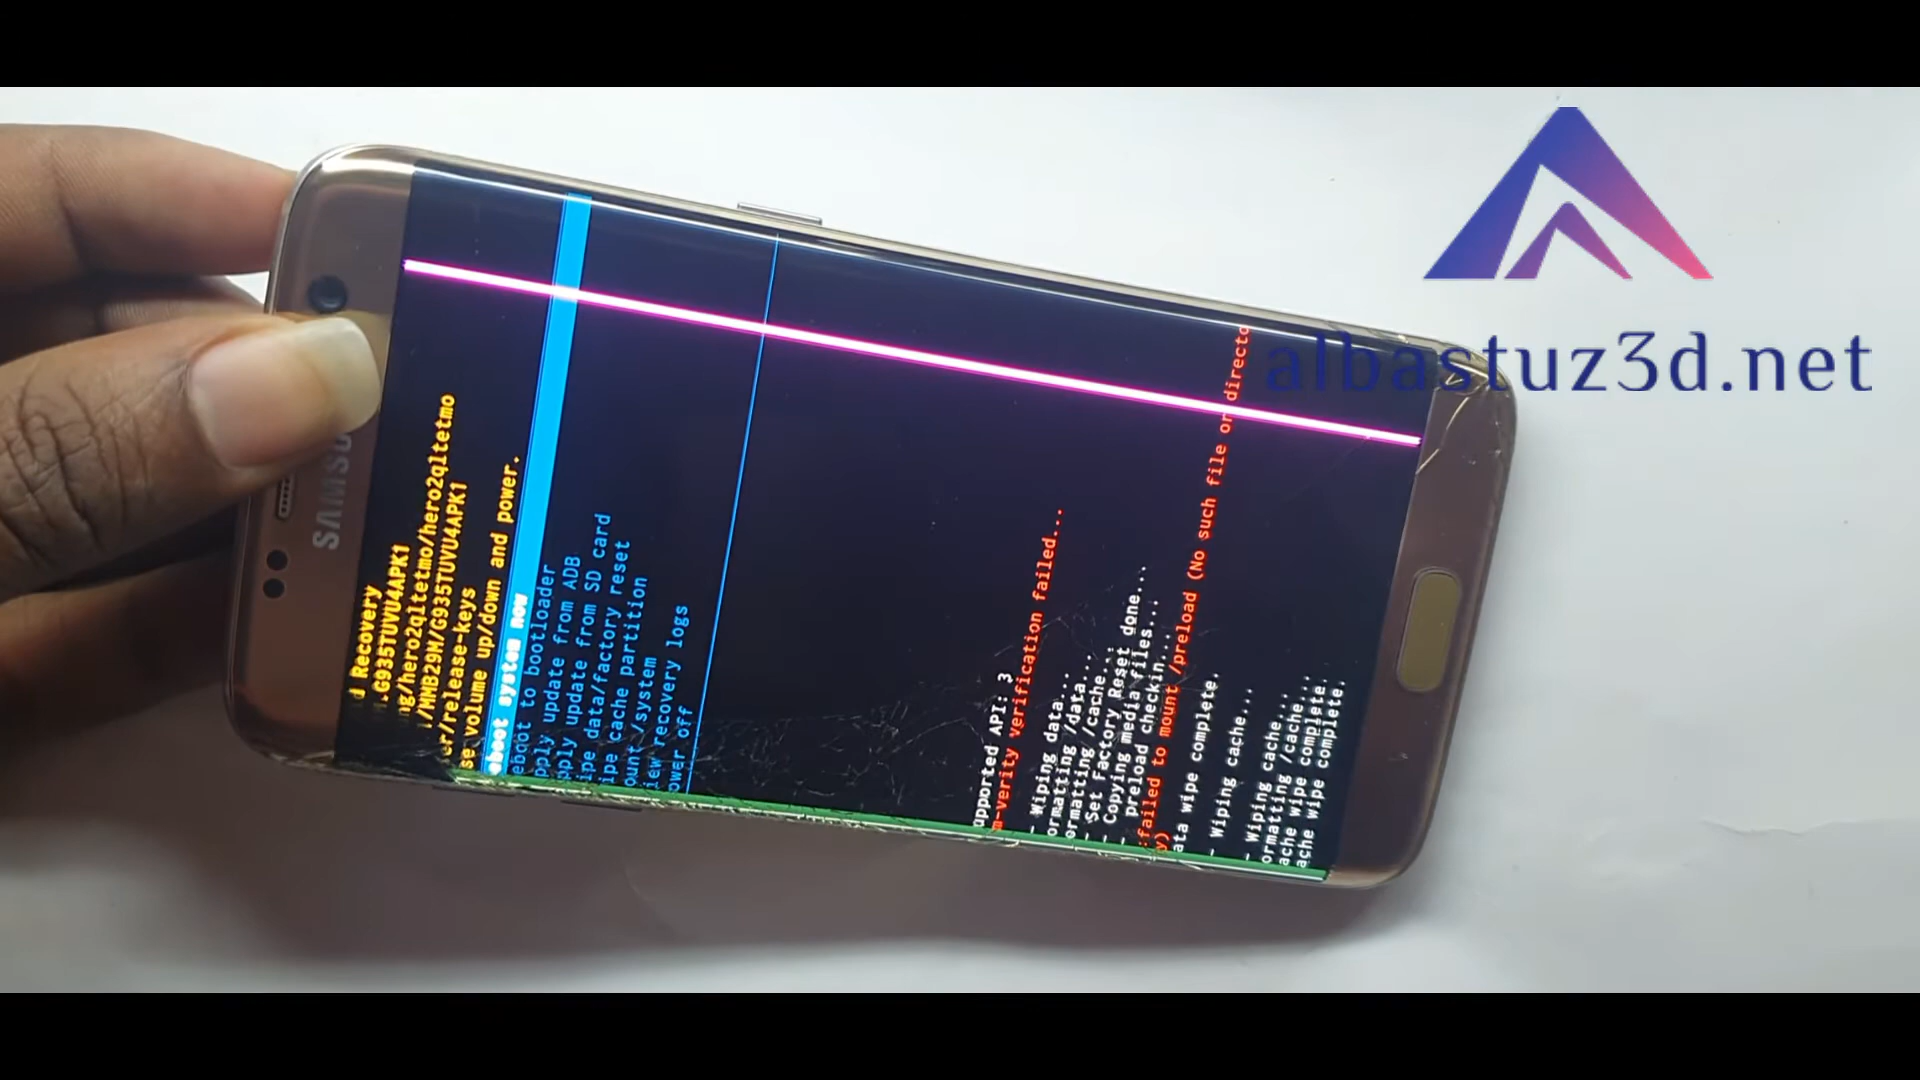 albastuz3d.net
SAMSU
d Recovery
.G935TUVU4APK1
ng/hero2qltetmo/hero2qltetmo
/MMB29M/G935TUVU4APK1
er/release-keys
se volume up/down and power.
eboot system now
eboot to bootloader
pply update from ADB
pply update from SD card
ipe data/factory reset
ipe cache partition
ount /system
iew recovery logs
ower off
upported API: 3
m-verity verification failed...
- Wiping data...
ormatting /data...
ormatting /cache...
- Set Factory Reset done...
- Copying media files...
- preload checkin...
:failed to mount /preload (No such file or directo
y)
ata wipe complete.
- Wiping cache...
- Wiping cache...
ormatting /cache...
ache wipe complete.
ache wipe complete.